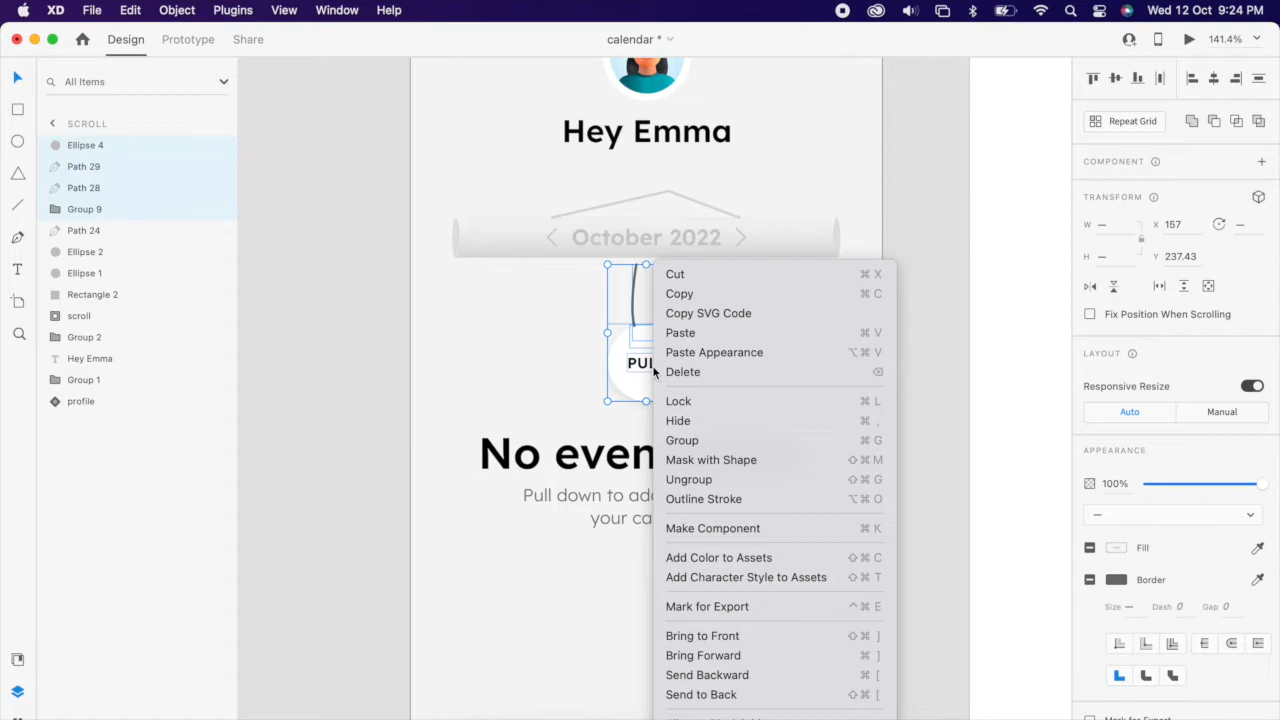 XD File Edit Object Plugins View Window Help
Wed 12 Oct 9:24 PM
Design Prototype Share
calendar *
141.4%
All Items
SCROLL
Ellipse 4
Path 29
Path 28
Group 9
Path 24
Ellipse 2
Ellipse 1
Rectangle 2
scroll
Group 2
Hey Emma
Group 1
profile
Hey Emma
October 2022
No even
Pull down to
your
Cut ⌘ X
Copy ⌘ C
Copy SVG Code
Paste ⌘ V
Paste Appearance ⌥⌘ V
Delete ⌫
Lock ⌘ L
Hide ⌘ ,
Group ⌘ G
Mask with Shape ⇧⌘ M
Ungroup ⇧⌘ G
Outline Stroke ⌥⌘ O
Make Component ⌘ K
Add Color to Assets ⇧⌘ C
Add Character Style to Assets ⇧⌘ T
Mark for Export ^⌘ E
Bring to Front ⇧⌘ ]
Bring Forward ⌘ ]
Send Backward ⌘ [
Send to Back ⇧⌘ [
Repeat Grid
COMPONENT
TRANSFORM
W — X 157 —
H — Y 237.43
Fix Position When Scrolling
LAYOUT
Responsive Resize
Auto Manual
APPEARANCE
100%
—
Fill
Border
Size — Dash 0 Gap 0